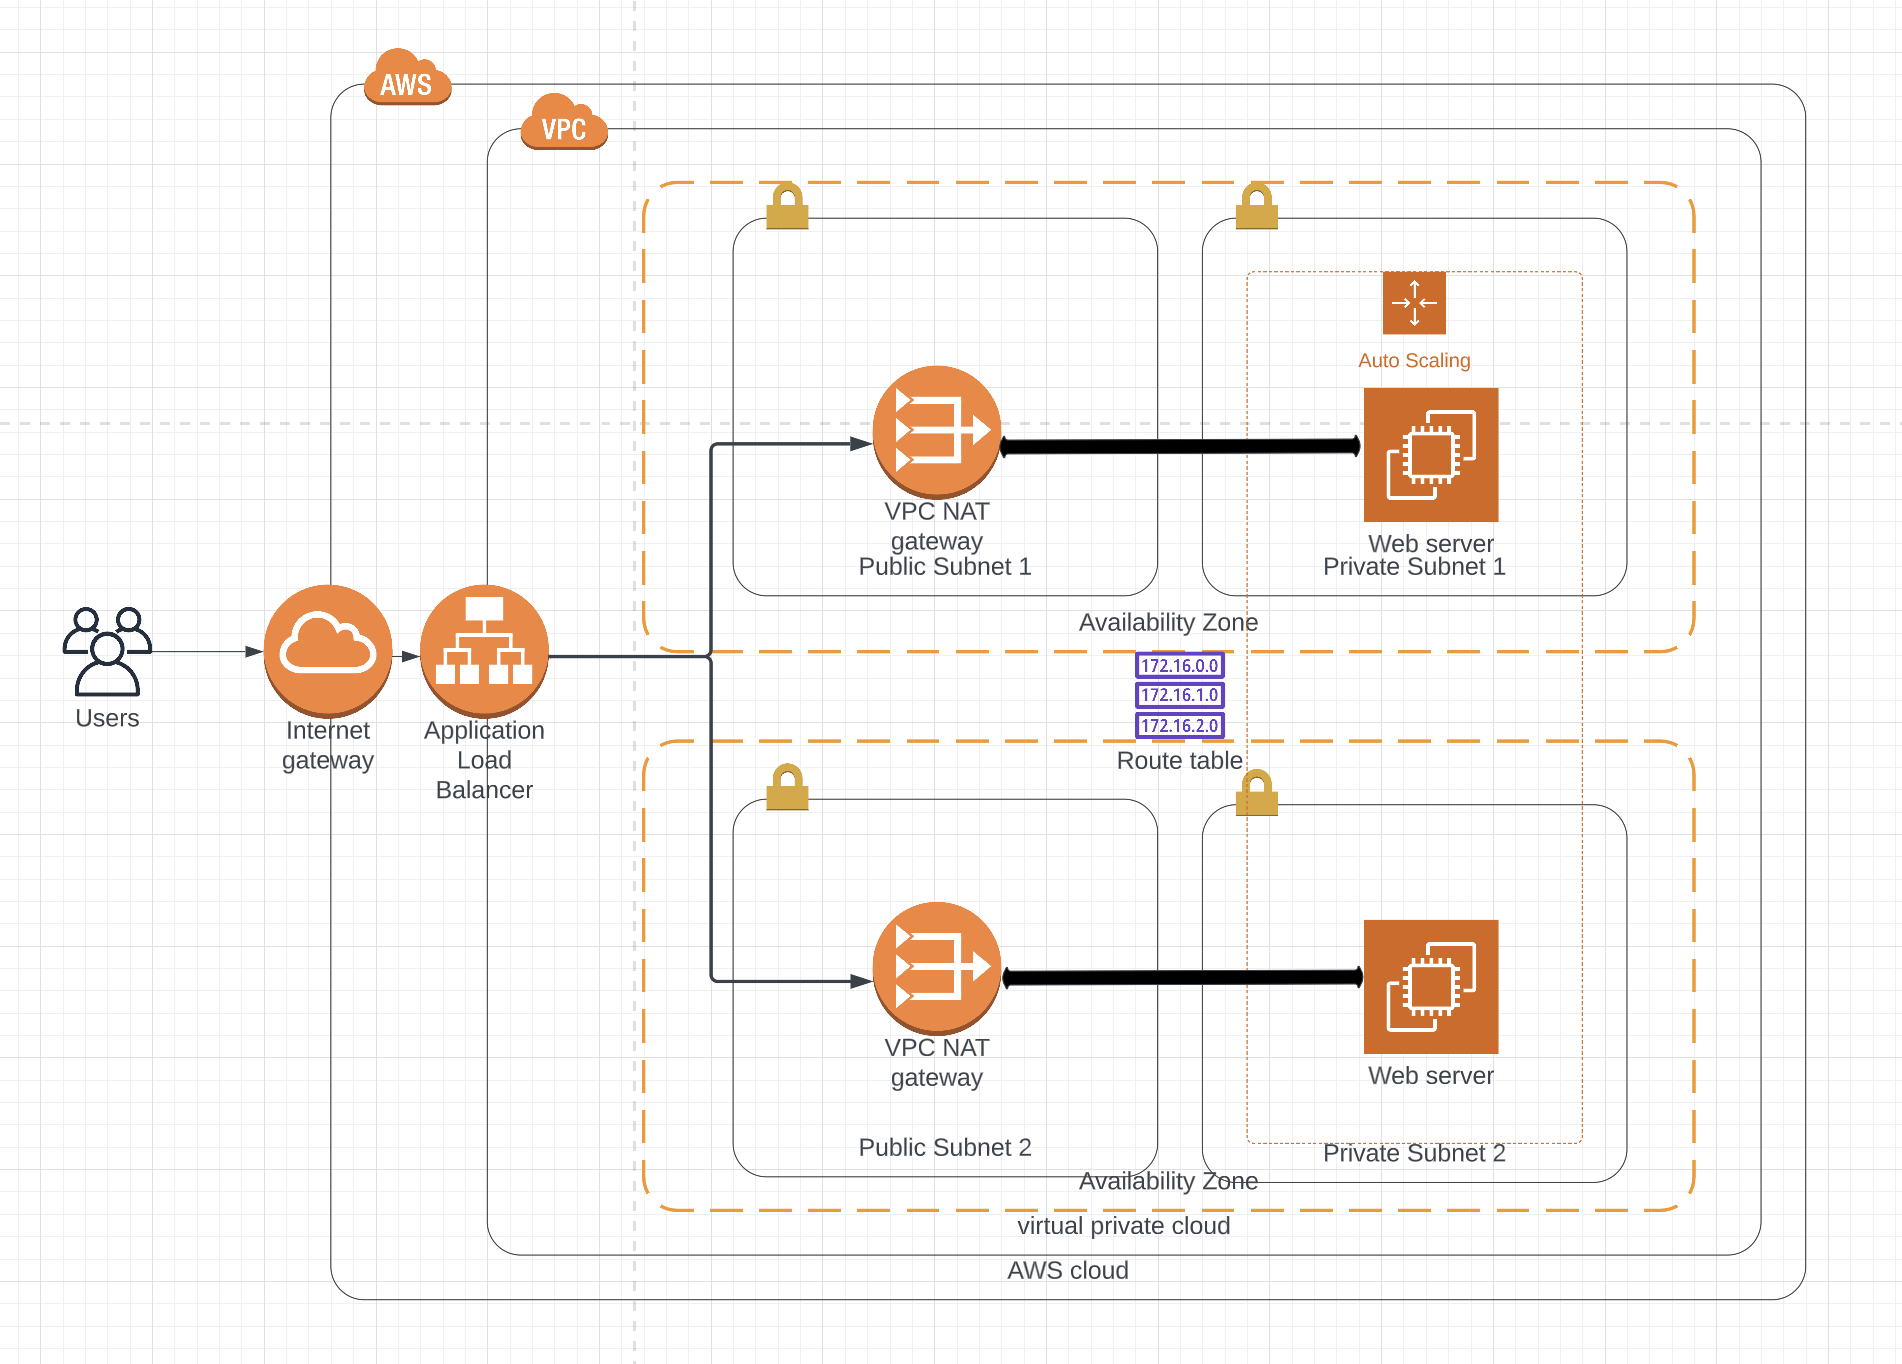 AWS
VPC
Auto Scaling
VPC NAT
gateway
Public Subnet 1
Web server
Private Subnet 1
Availability Zone
172.16.0.0
172.16.1.0
172.16.2.0
Route table
Users
Internet
gateway
Application
Load
Balancer
VPC NAT
gateway
Public Subnet 2
Web server
Private Subnet 2
Availability Zone
virtual private cloud
AWS cloud